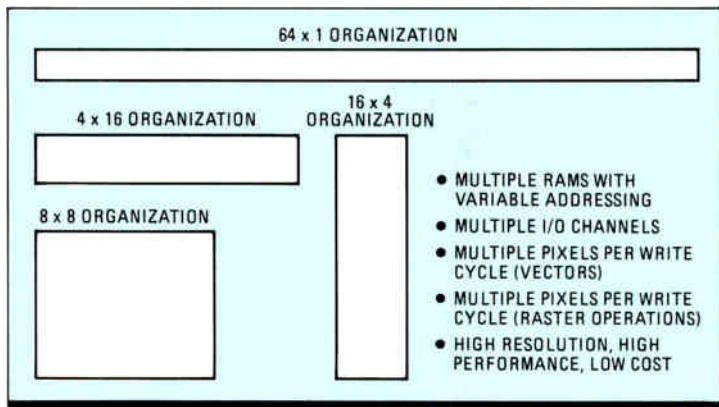 64 x 1 ORGANIZATION
4 x 16 ORGANIZATION
16 x 4
ORGANIZATION
8 x 8 ORGANIZATION
● MULTIPLE RAMS WITH
VARIABLE ADDRESSING
● MULTIPLE I/O CHANNELS
● MULTIPLE PIXELS PER WRITE
CYCLE (VECTORS)
● MULTIPLE PIXELS PER WRITE
CYCLE (RASTER OPERATIONS)
● HIGH RESOLUTION, HIGH
PERFORMANCE, LOW COST